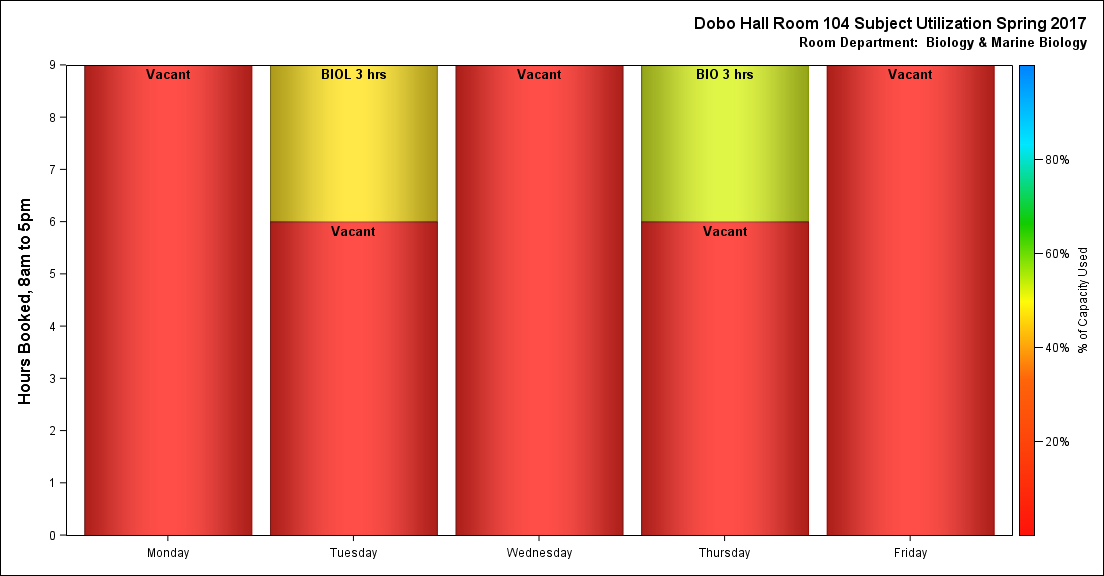 Dobo Hall Room 104 Subject Utilization Spring 2017
Room Department: Biology & Marine Biology
Hours Booked, 8am to 5pm
9
8
7
6
5
4
3
2
1
0
Vacant
BIOL 3 hrs
Vacant
BIO 3 hrs
Vacant
Vacant
Vacant
Monday
Tuesday
Wednesday
Thursday
Friday
80%
60%
40%
20%
% of Capacity Used